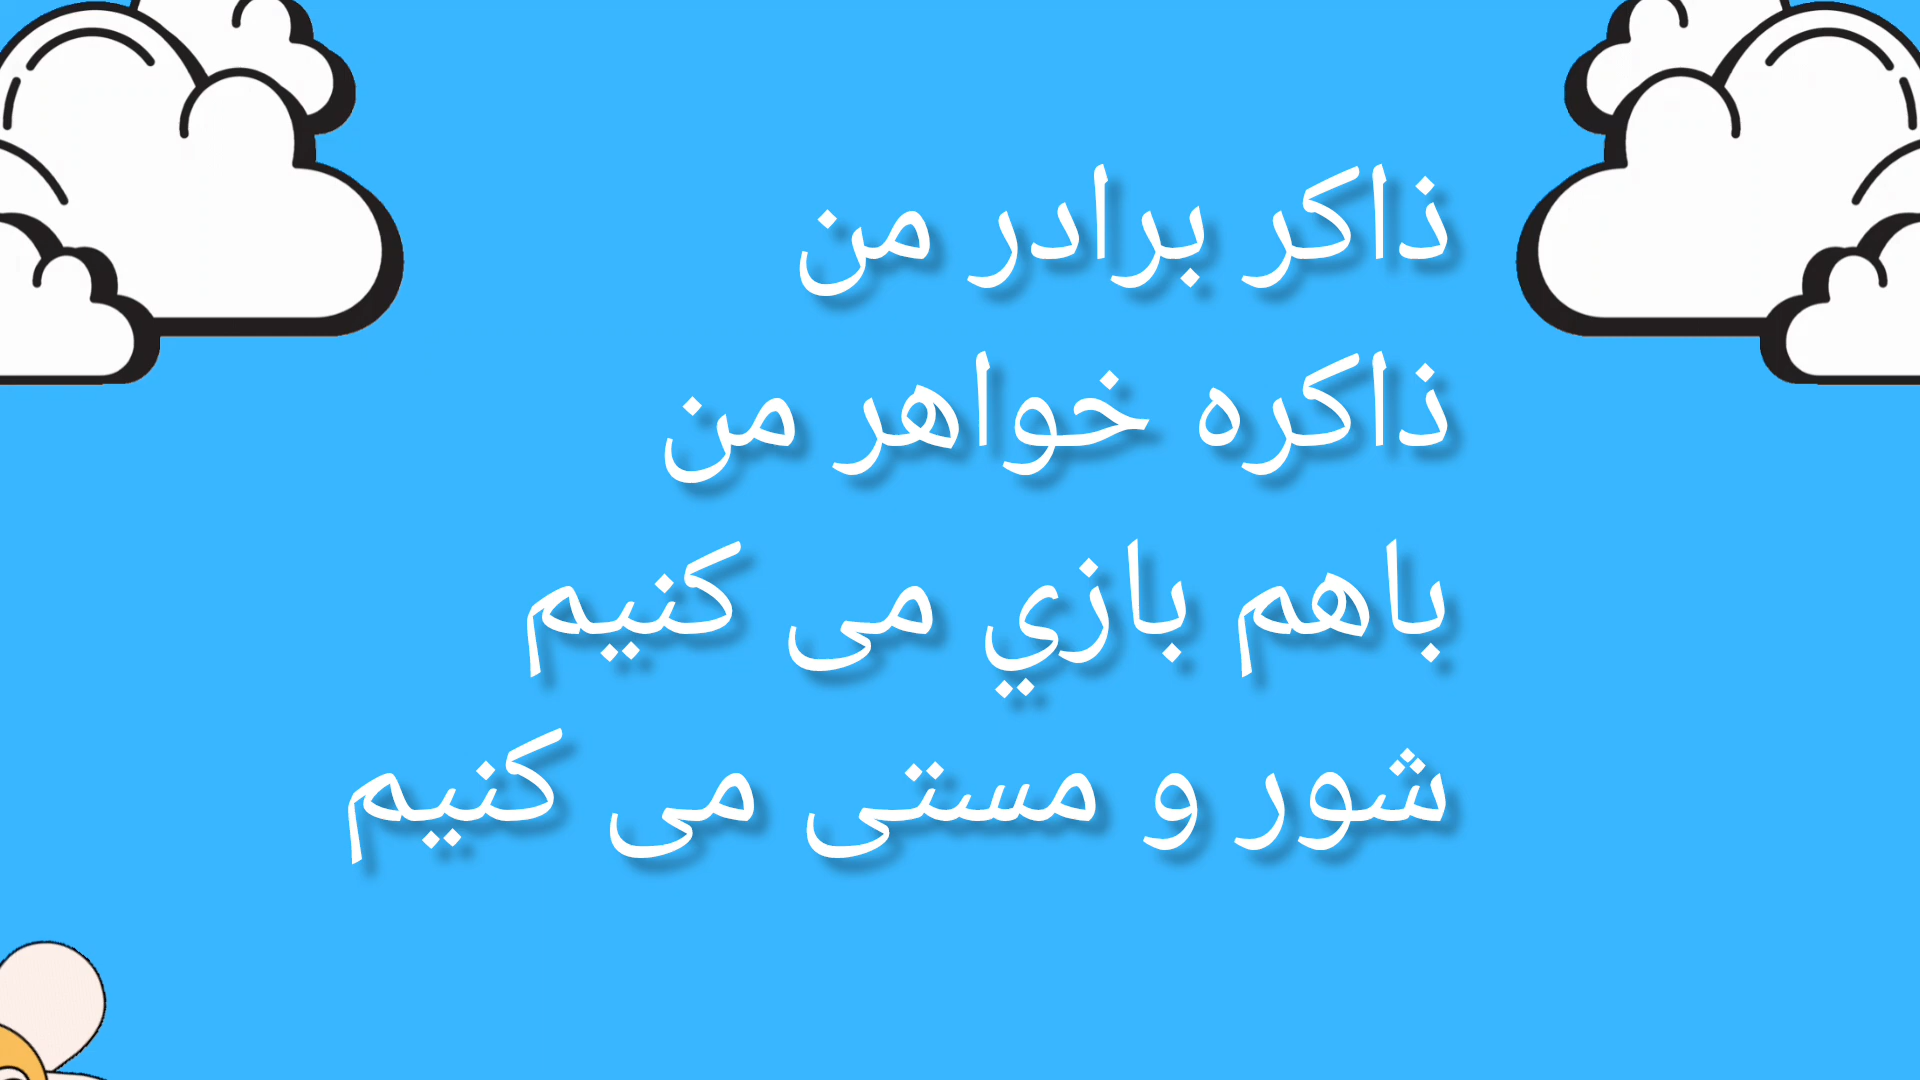 ذاکر برادر من
ذاکره خواهر من
باهم بازي می کنیم
شور و مستی می کنیم